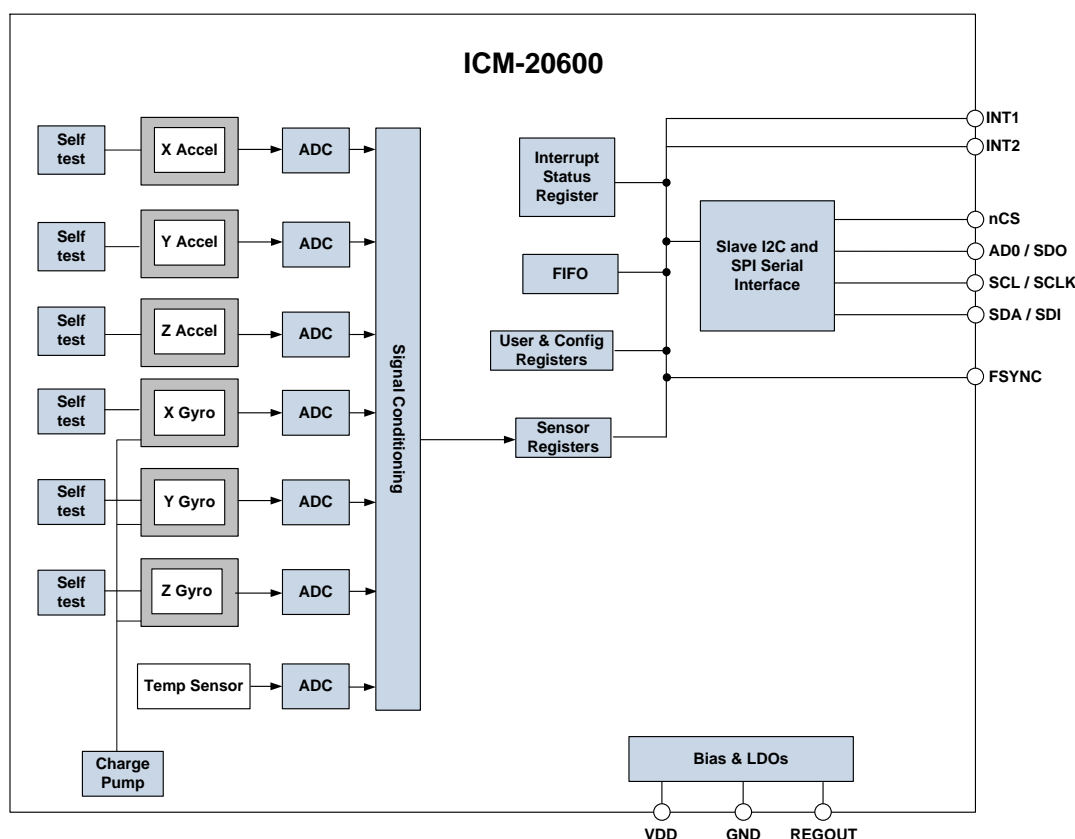 ICM-20600
Self
test
X Accel
ADC
Self
test
Y Accel
ADC
Self
test
Z Accel
ADC
Self
test
X Gyro
ADC
Self
test
Y Gyro
ADC
Self
test
Z Gyro
ADC
Temp Sensor
ADC
Charge
Pump
Signal Conditioning
Interrupt
Status
Register
FIFO
User & Config
Registers
Sensor
Registers
Slave I2C and
SPI Serial
Interface
INT1
INT2
nCS
AD0 / SDO
SCL / SCLK
SDA / SDI
FSYNC
Bias & LDOs
VDD
GND
REGOUT